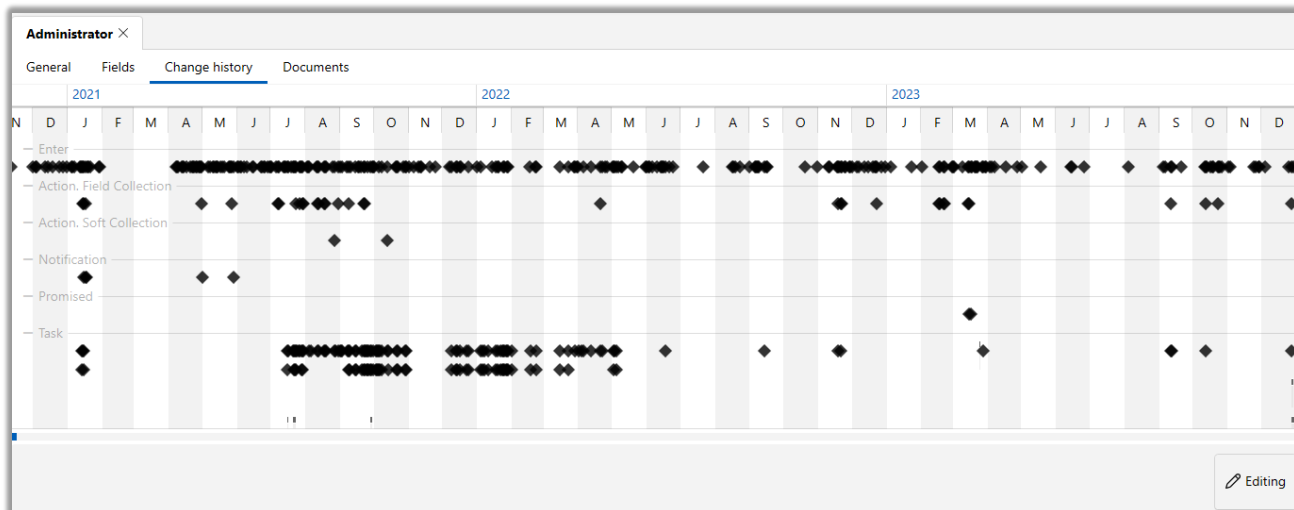 Administrator
General Fields Change history Documents
2021 2022 2023
N D J F M A M J J A S O N D J F M A M J J A S O N D J F M A M J J A S O N D
Enter
Action. Field Collection
Action. Soft Collection
Notification
Promised
Task
Editing